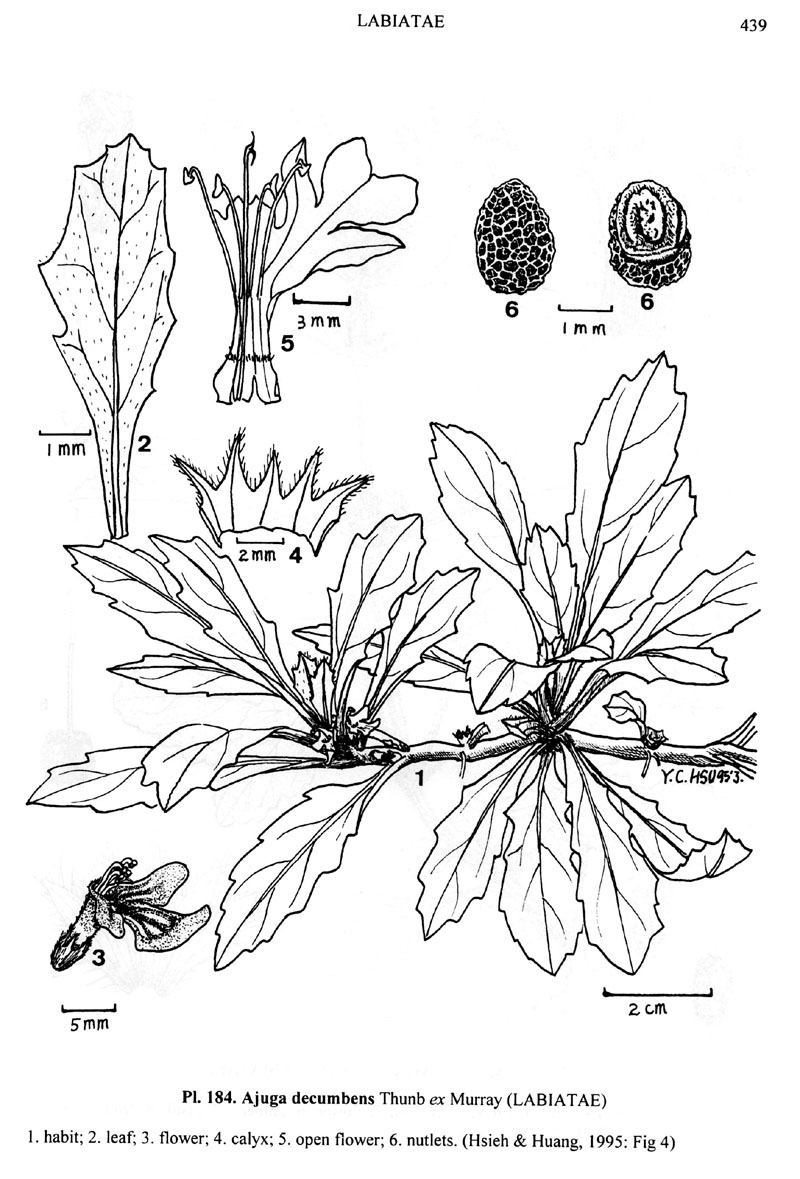 LABIATAE
439
3 mm
5
6
6
1 mm
1 mm
2
2 mm
4
1
Y.C. HSU 95'3.
3
5 mm
2 cm
Pl. 184. Ajuga decumbens Thunb ex Murray (LABIATAE)
1. habit; 2. leaf; 3. flower; 4. calyx; 5. open flower; 6. nutlets. (Hsieh & Huang, 1995: Fig 4)